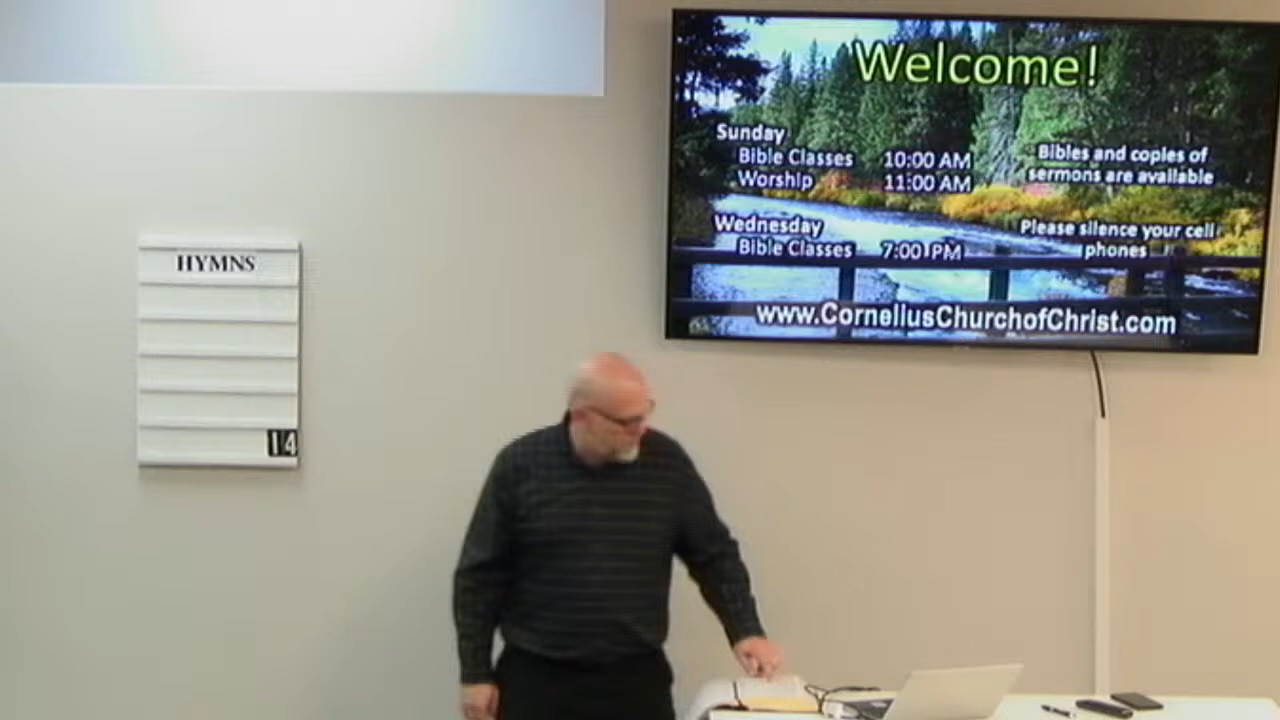 HYMNS
14
Welcome!
Sunday
Bible Classes 10:00 AM
Worship 11:00 AM
Bibles and copies of
sermons are available
Wednesday
Bible Classes 7:00 PM
Please silence your cell
phones
www.CorneliusChurchofChrist.com